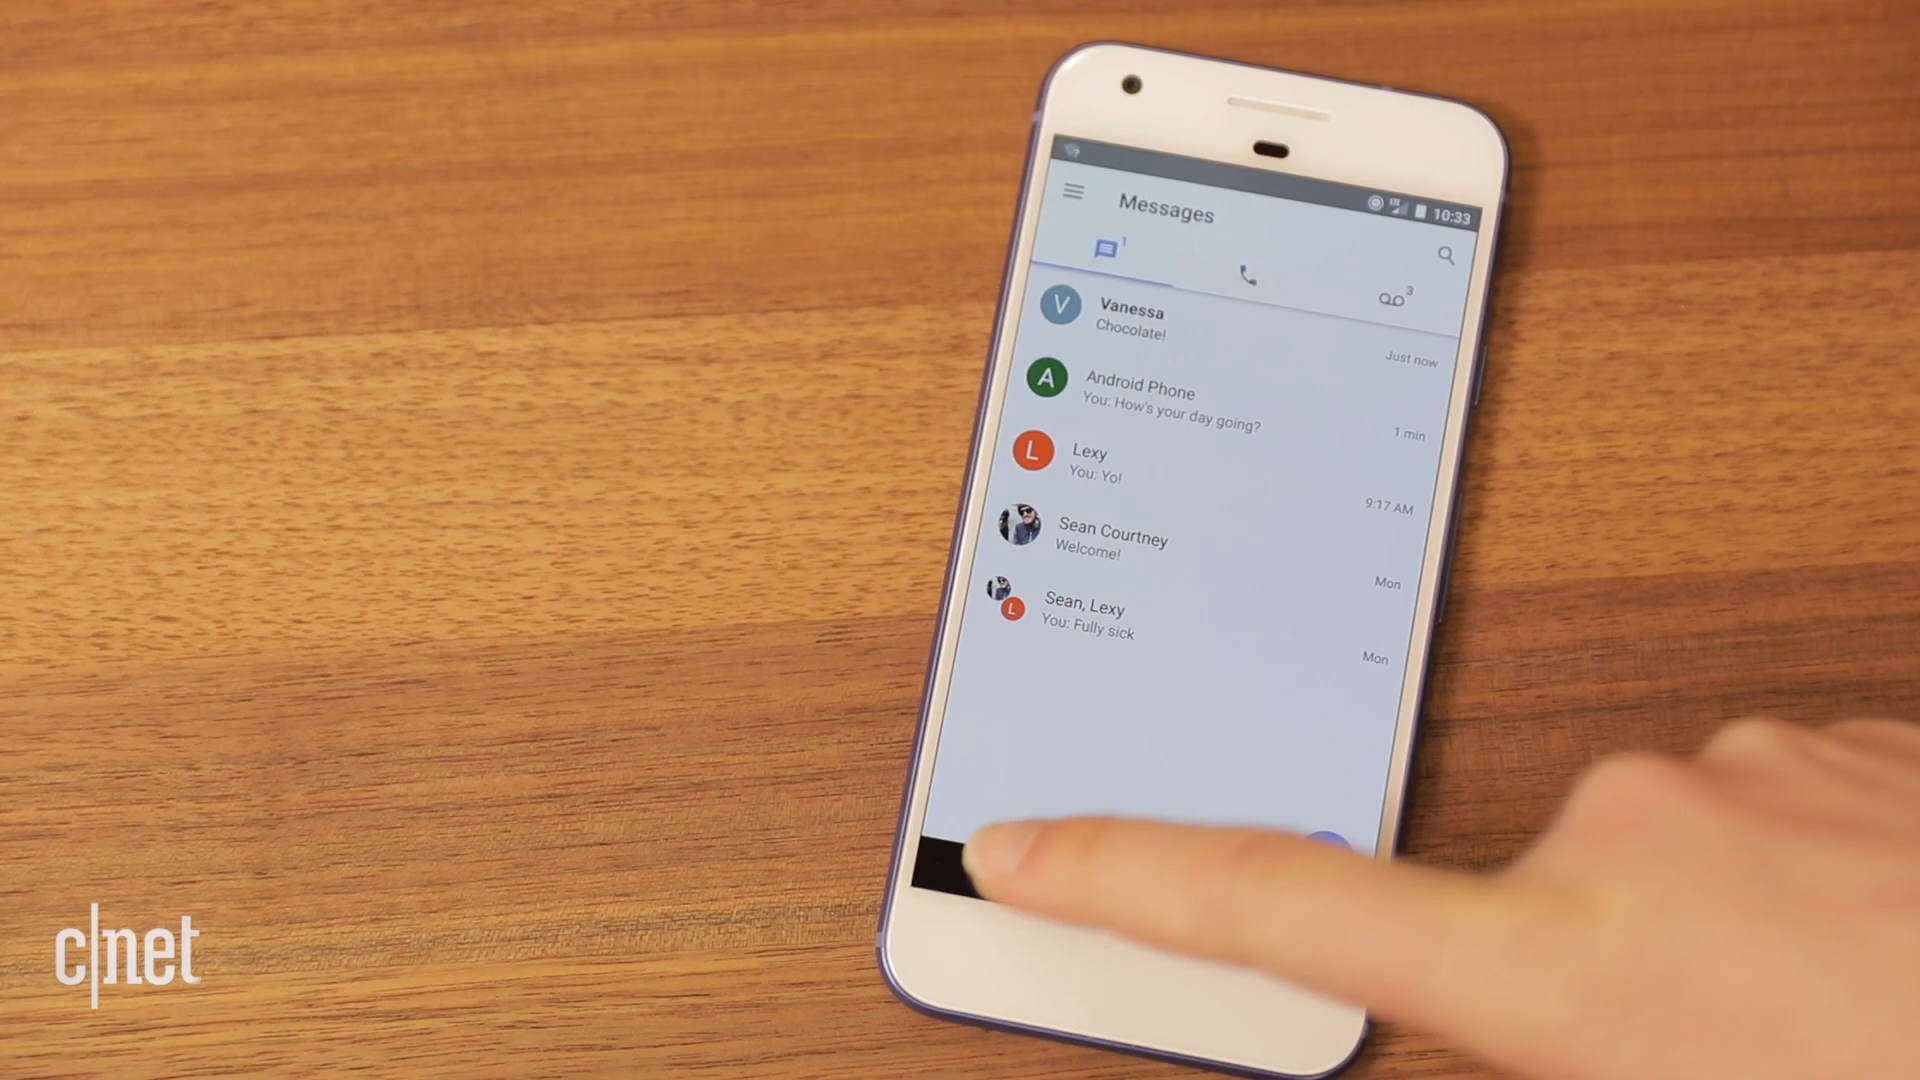 LTE 10:33
Messages
1
3
V
Vanessa
Chocolate!
Just now
A
Android Phone
You: How's your day going?
1 min
L
Lexy
You: Yo!
9:17 AM
Sean Courtney
Welcome!
Mon
L
Sean, Lexy
You: Fully sick
Mon
c|net